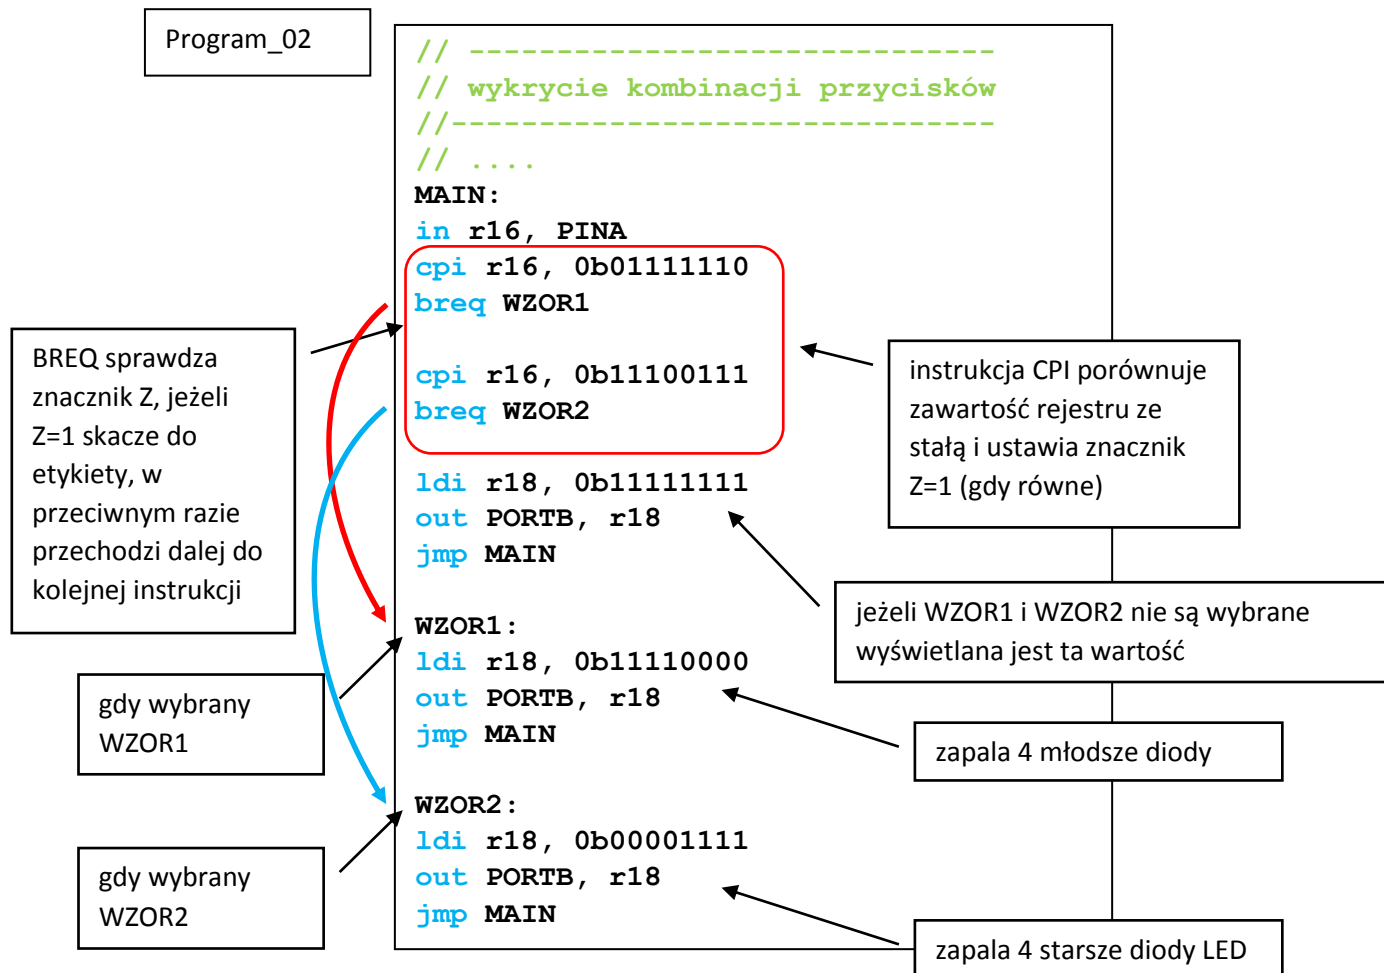 Program_02
// ------------------------------
// wykrycie kombinacji przycisków
//-------------------------------
// ....
MAIN:
in r16, PINA
cpi r16, 0b01111110
breq WZOR1
cpi r16, 0b11100111
breq WZOR2
ldi r18, 0b11111111
out PORTB, r18
jmp MAIN
WZOR1:
ldi r18, 0b11110000
out PORTB, r18
jmp MAIN
WZOR2:
ldi r18, 0b00001111
out PORTB, r18
jmp MAIN
BREQ sprawdza
znacznik Z, jeżeli
Z=1 skacze do
etykiety, w
przeciwnym razie
przechodzi dalej do
kolejnej instrukcji
instrukcja CPI porównuje
zawartość rejestru ze
stałą i ustawia znacznik
Z=1 (gdy równe)
jeżeli WZOR1 i WZOR2 nie są wybrane
wyświetlana jest ta wartość
gdy wybrany
WZOR1
zapala 4 młodsze diody
gdy wybrany
WZOR2
zapala 4 starsze diody LED